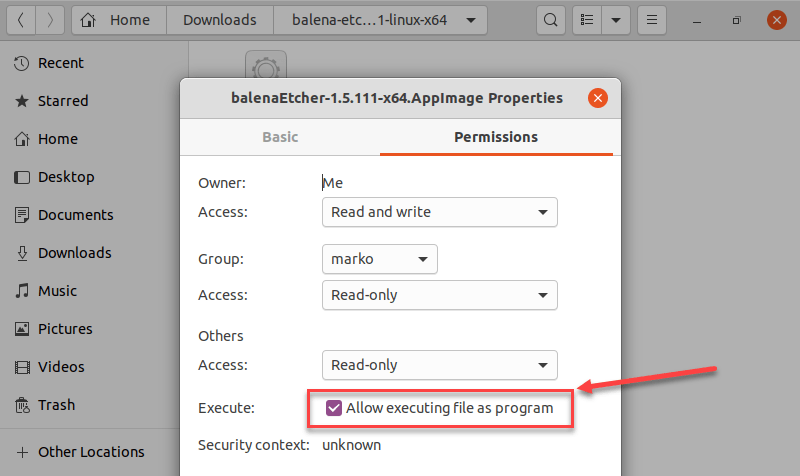 Home Downloads balena-etc…1-linux-x64
Recent
Starred
Home
Desktop
Documents
Downloads
Music
Pictures
Videos
Trash
+ Other Locations
balenaEtcher-1.5.111-x64.AppImage Properties
Basic Permissions
Owner: Me
Access: Read and write
Group: marko
Access: Read-only
Others
Access: Read-only
Execute: Allow executing file as program
Security context: unknown